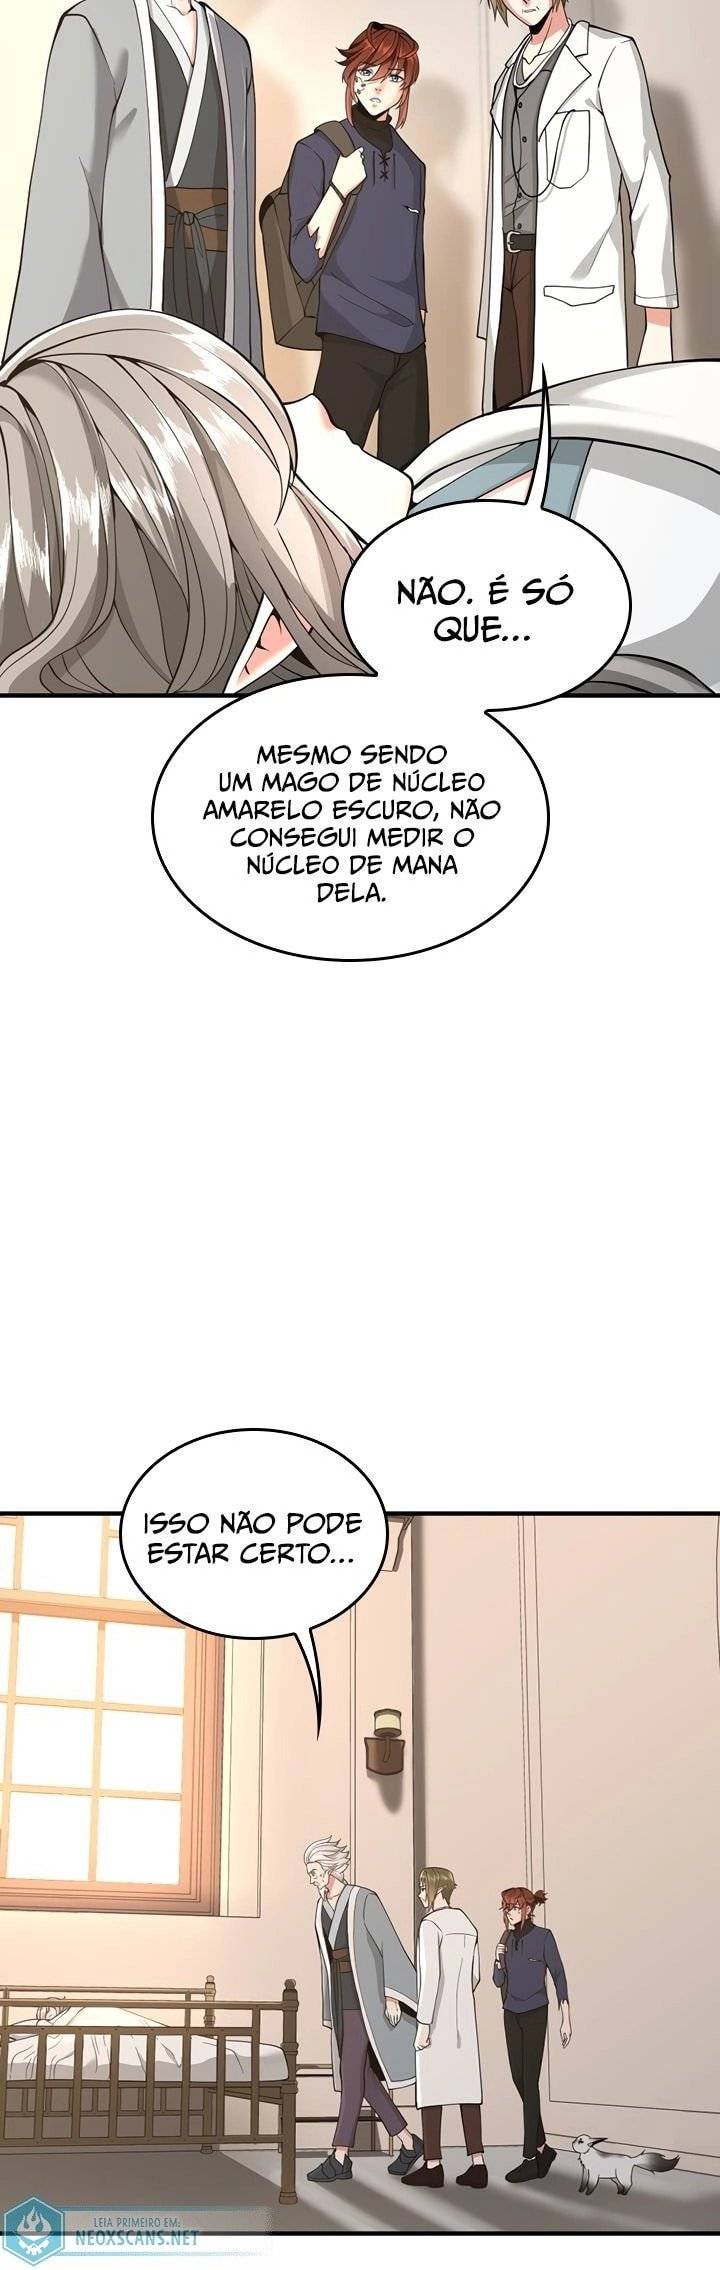 NÃO. É SÓ
QUE...
MESMO SENDO
UM MAGO DE NÚCLEO
AMARELO ESCURO, NÃO
CONSEGUI MEDIR O
NÚCLEO DE MANA
DELA.
ISSO NÃO PODE
ESTAR CERTO...
LEIA PRIMEIRO EM:
NEOXSCANS.NET